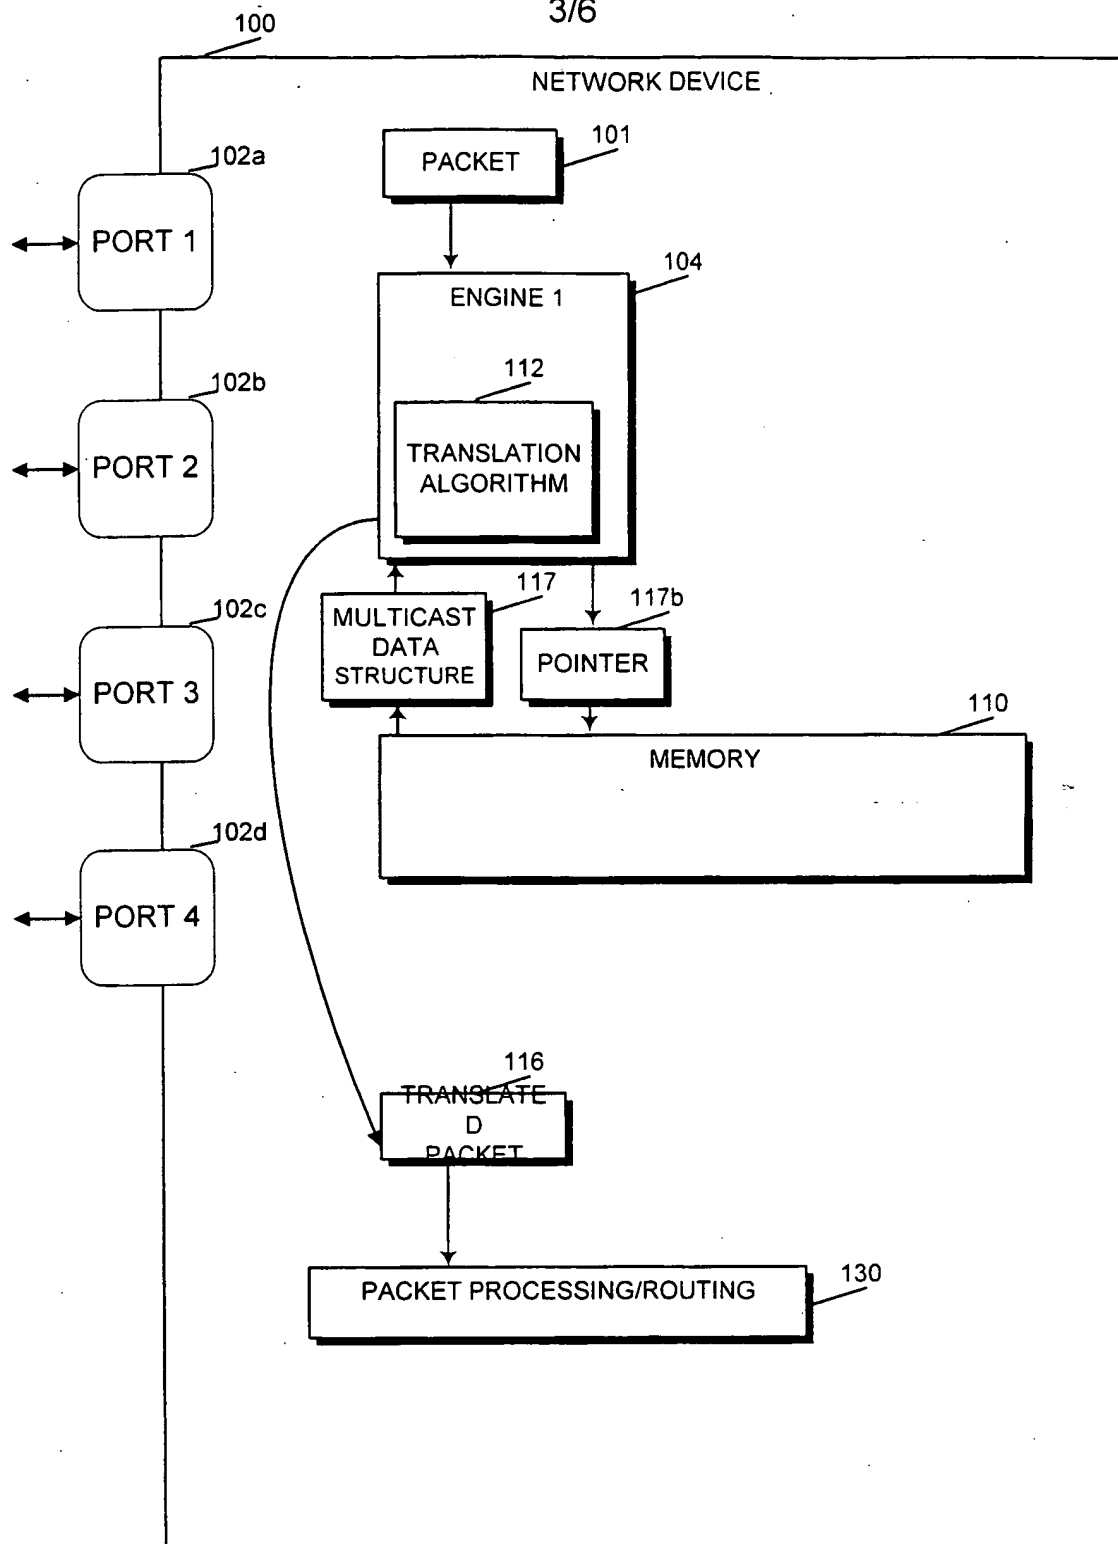 3/6
100
NETWORK DEVICE
101
PACKET
102a
PORT 1
104
ENGINE 1
112
102b
TRANSLATION
ALGORITHM
PORT 2
117
117b
102c
MULTICAST
DATA
STRUCTURE
POINTER
PORT 3
110
MEMORY
102d
PORT 4
116
TRANSLATE
D
PACKET
130
PACKET PROCESSING/ROUTING